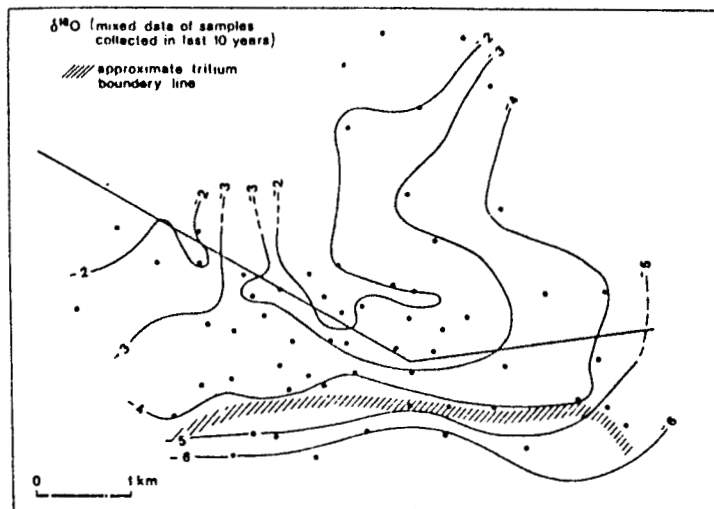 δ¹⁸O (mixed data of samples
collected in last 10 years)
approximate tritium
boundery line
-2
-3
-4
-2
-3
-3
-2
-2
-5
-3
-4
-5
-6
-6
0 1 km